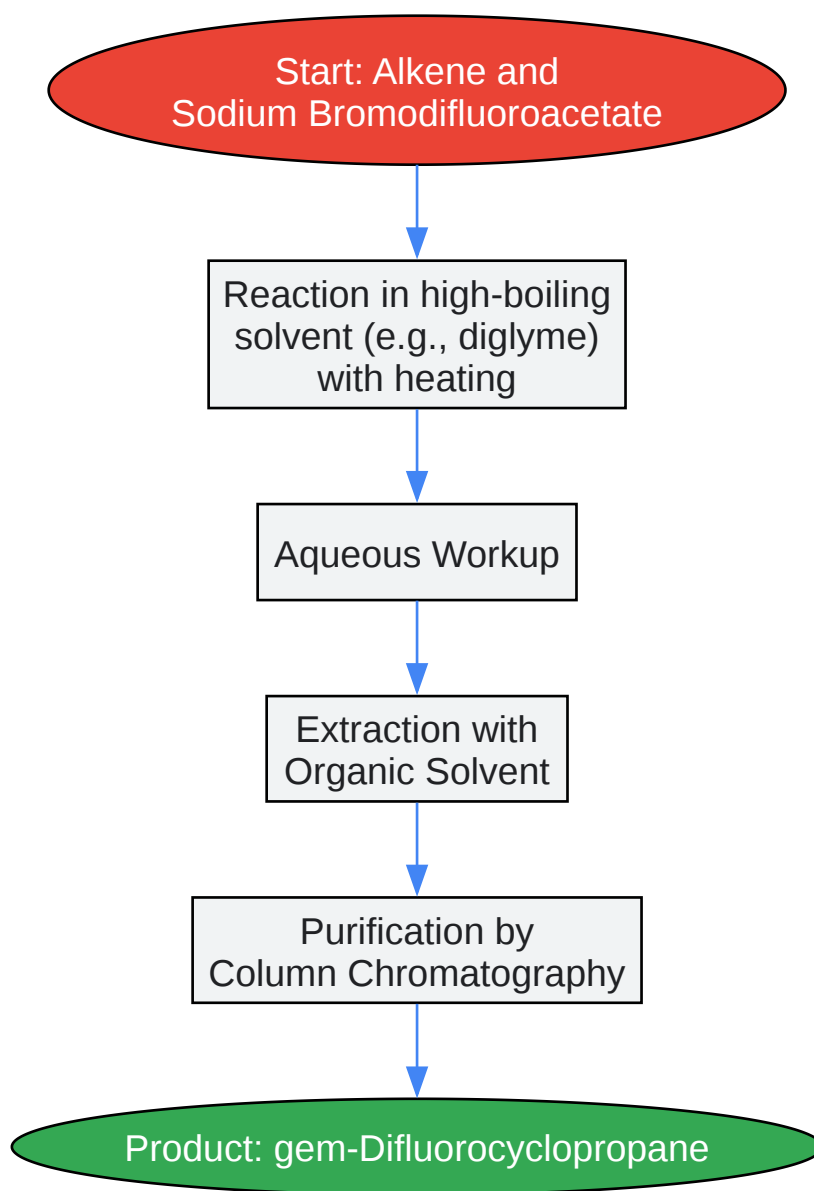 Start: Alkene and
Sodium Bromodifluoroacetate
Reaction in high-boiling
solvent (e.g., diglyme)
with heating
Aqueous Workup
Extraction with
Organic Solvent
Purification by
Column Chromatography
Product: gem-Difluorocyclopropane